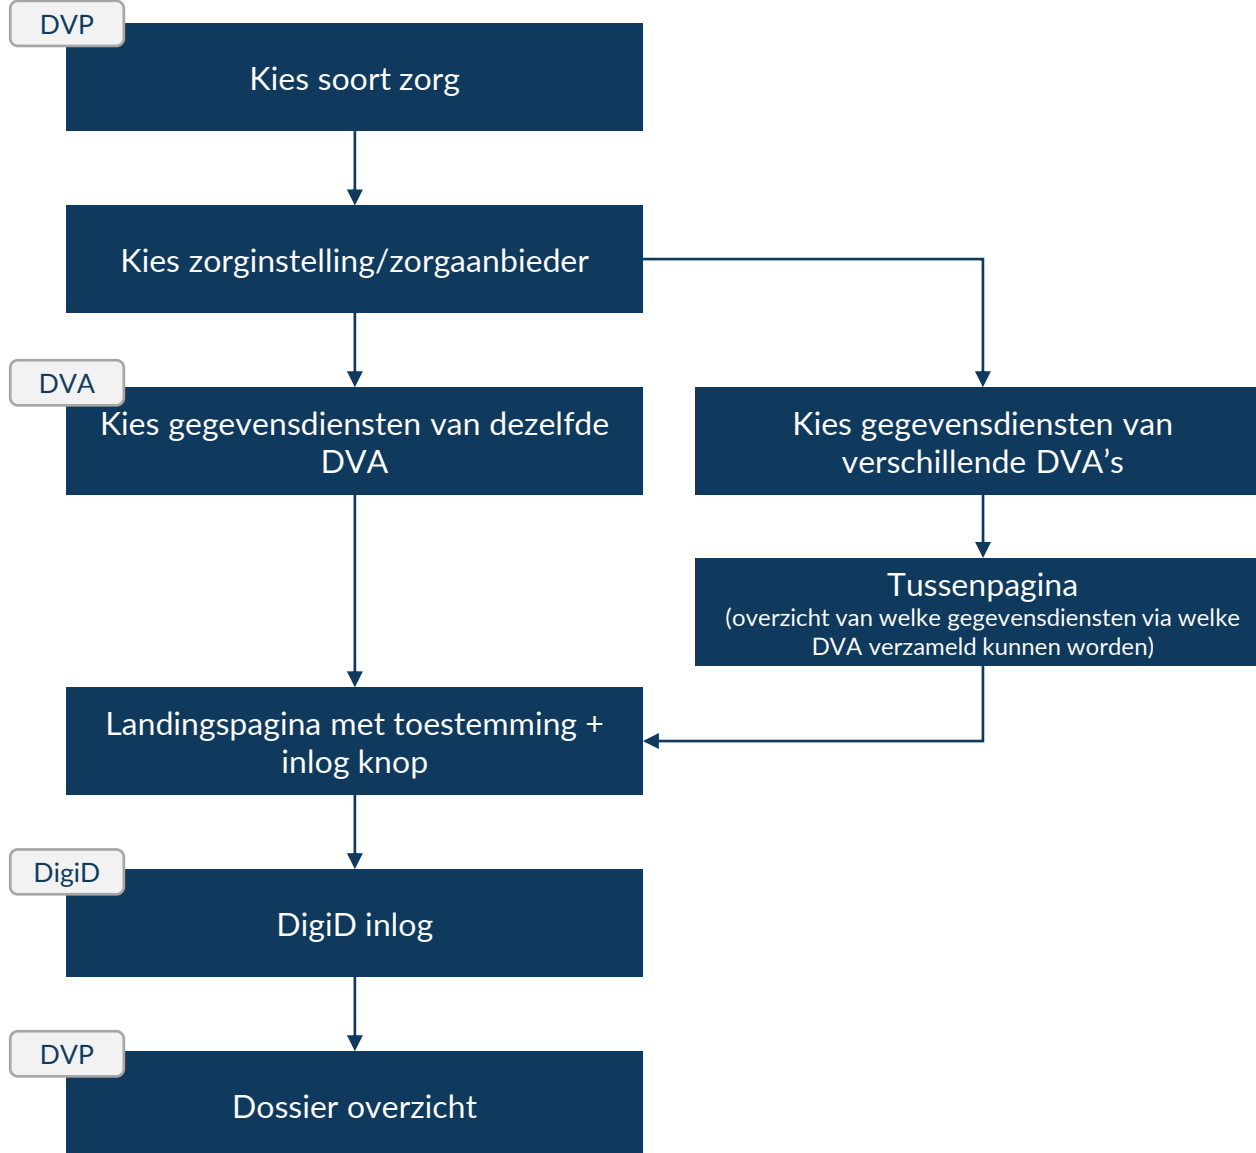 DVP
Kies soort zorg
Kies zorginstelling/zorgaanbieder
DVA
Kies gegevensdiensten van dezelfde
DVA
Kies gegevensdiensten van
verschillende DVA’s
Tussenpagina
(overzicht van welke gegevensdiensten via welke
DVA verzameld kunnen worden)
Landingspagina met toestemming +
inlog knop
DigiD
DigiD inlog
DVP
Dossier overzicht